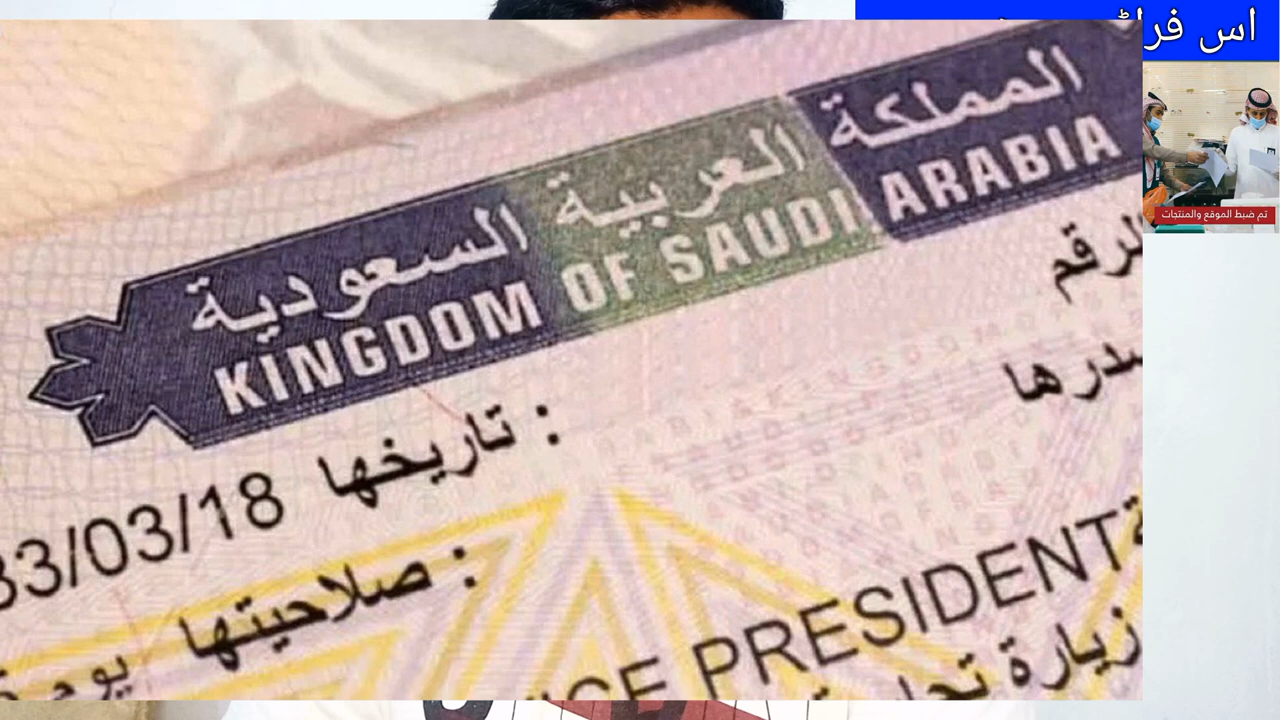 اس
المملكة العربية السعودية
KINGDOM OF SAUDI ARABIA
تم ضبط الموقع والمنتجات
الرقم
تاريخها :
33/03/18
صلاحيتها :
PRESIDENT
زيارة